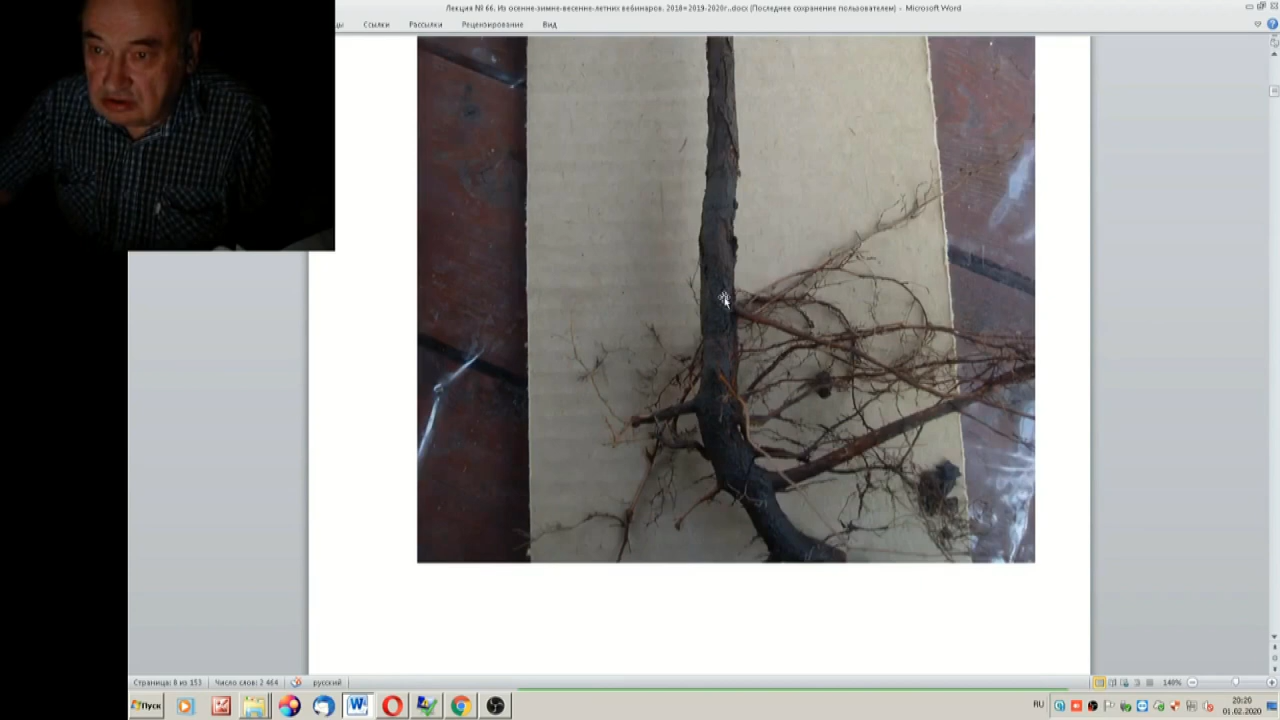 Лекция № 66. Из осенне-зимне-весенне-летних вебинаров. 2018=2019-2020г..docx (Последнее сохранение пользователем) - Microsoft Word
Ссылки Рассылки Рецензирование Вид
Страница: 8 из 153 Число слов: 2 464 русский 148%
Пуск RU 20:20
01.02.2020